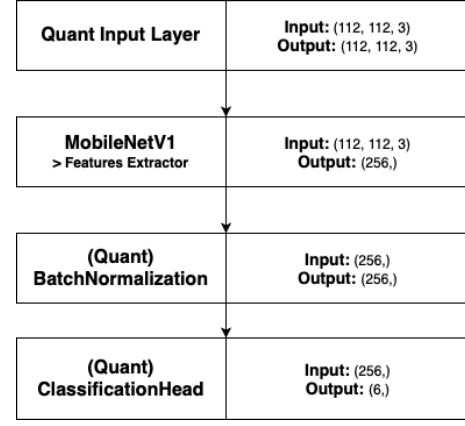 Quant Input Layer
Input: (112, 112, 3)
Output: (112, 112, 3)
MobileNetV1
> Features Extractor
Input: (112, 112, 3)
Output: (256,)
(Quant)
BatchNormalization
Input: (256,)
Output: (256,)
(Quant)
ClassificationHead
Input: (256,)
Output: (6,)